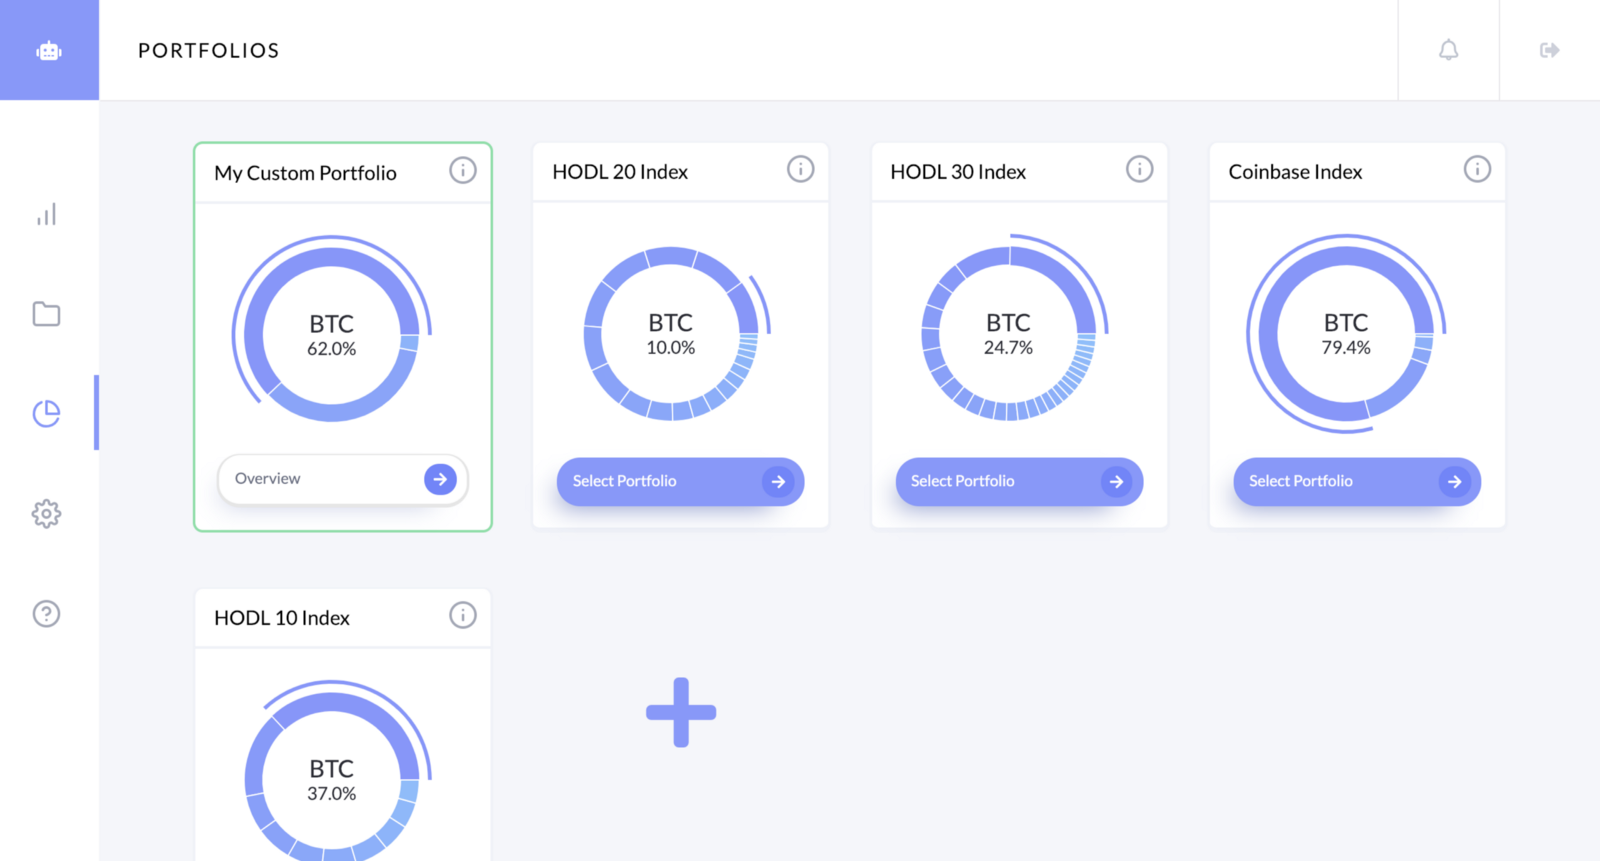 PORTFOLIOS
My Custom Portfolio
BTC
62.0%
Overview
HODL 20 Index
BTC
10.0%
Select Portfolio
HODL 30 Index
BTC
24.7%
Select Portfolio
Coinbase Index
BTC
79.4%
Select Portfolio
HODL 10 Index
BTC
37.0%